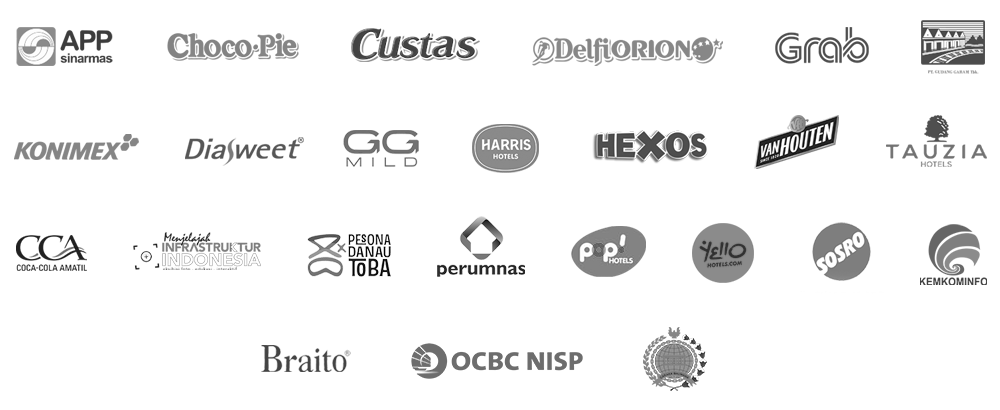 APP
sinarmas
Choco·Pie
Custas
Delfi ORION
Grab
PT. GUDANG GARAM Tbk
KONIMEX
DiaSweet®
GG
MILD
HARRIS
HOTELS
HEXOS
VAN HOUTEN
SINCE 1828
TAUZIA
HOTELS
CCA
COCA-COLA AMATIL
Menjelajah
INFRASTRUKTUR
INDONESIA
PESONA
DANAU
TOBA
perumnas
pop!
HOTELS
YELLO
HOTELS.COM
SOSRO
KEMKOMINFO
Braito®
OCBC NISP